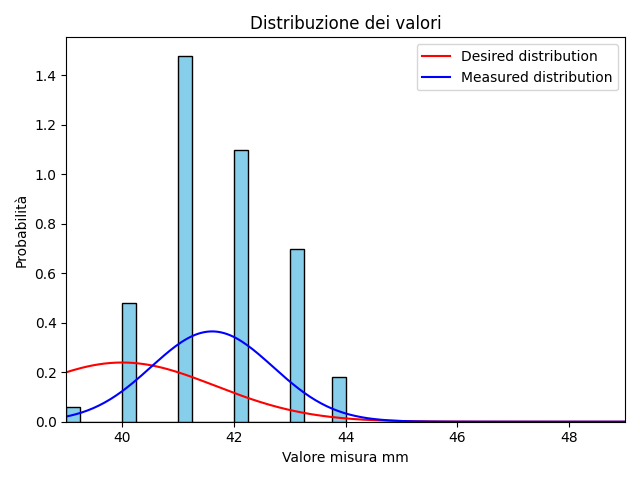 Distribuzione dei valori
Desired distribution
Measured distribution
Probabilità
1.4
1.2
1.0
0.8
0.6
0.4
0.2
0.0
40 42 44 46 48
Valore misura mm